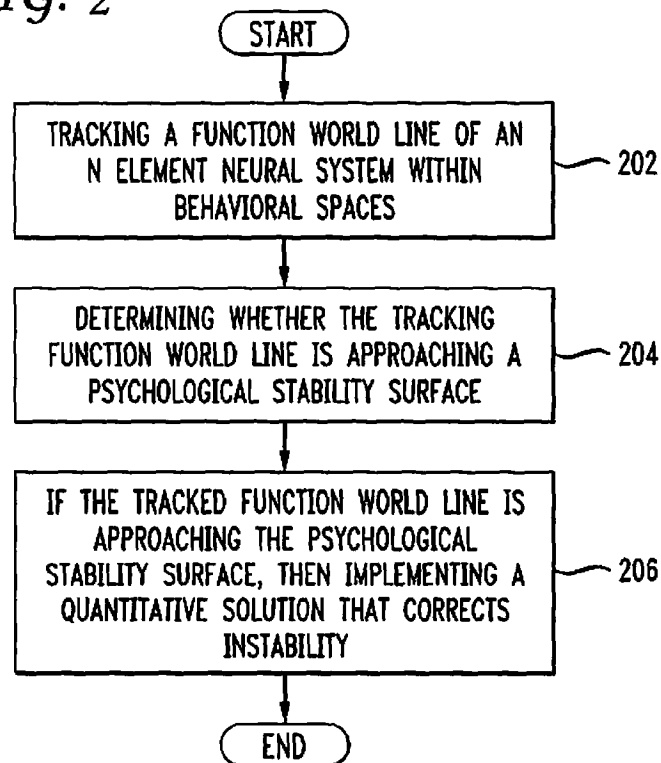 Fig. 2
START
TRACKING A FUNCTION WORLD LINE OF AN
N ELEMENT NEURAL SYSTEM WITHIN
BEHAVIORAL SPACES
202
DETERMINING WHETHER THE TRACKING
FUNCTION WORLD LINE IS APPROACHING A
PSYCHOLOGICAL STABILITY SURFACE
204
IF THE TRACKED FUNCTION WORLD LINE IS
APPROACHING THE PSYCHOLOGICAL
STABILITY SURFACE, THEN IMPLEMENTING A
QUANTITATIVE SOLUTION THAT CORRECTS
INSTABILITY
206
END